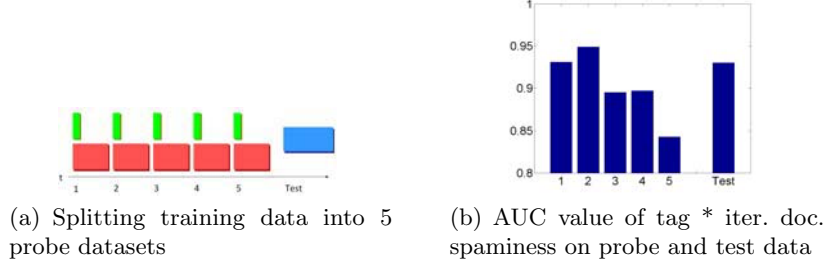 1
0.95
0.9
0.85
0.8
1 2 3 4 5 Test
t
1 2 3 4 5 Test
(a) Splitting training data into 5
probe datasets
(b) AUC value of tag * iter. doc.
spaminess on probe and test data